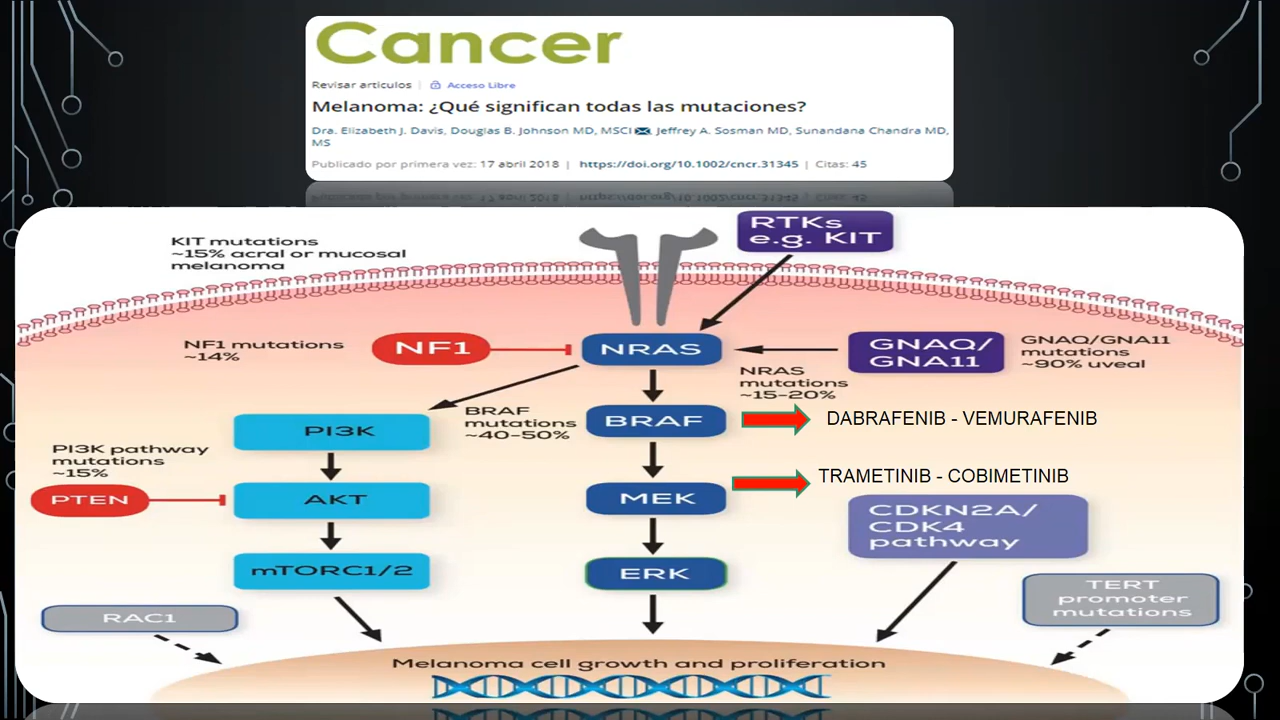 Cancer
Revisar artículos | Acceso Libre
Melanoma: ¿Qué significan todas las mutaciones?
Dra. Elizabeth J. Davis, Douglas B. Johnson MD, MSCI, Jeffrey A. Sosman MD, Sunandana Chandra MD,
MS
Publicado por primera vez: 17 abril 2018 | https://doi.org/10.1002/cncr.31345 | Citas: 45
RTKs
e.g. KIT
KIT mutations
~15% acral or mucosal
melanoma
NF1 mutations
~14%
NF1
NRAS
GNAQ/
GNA11
GNAQ/GNA11
mutations
~90% uveal
NRAS
mutations
~15-20%
BRAF
mutations
~40-50%
BRAF
DABRAFENIB - VEMURAFENIB
PI3K
PI3K pathway
mutations
~15%
PTEN
AKT
MEK
TRAMETINIB - COBIMETINIB
CDKN2A/
CDK4
pathway
mTORC1/2
ERK
TERT
promoter
mutations
RAC1
Melanoma cell growth and proliferation